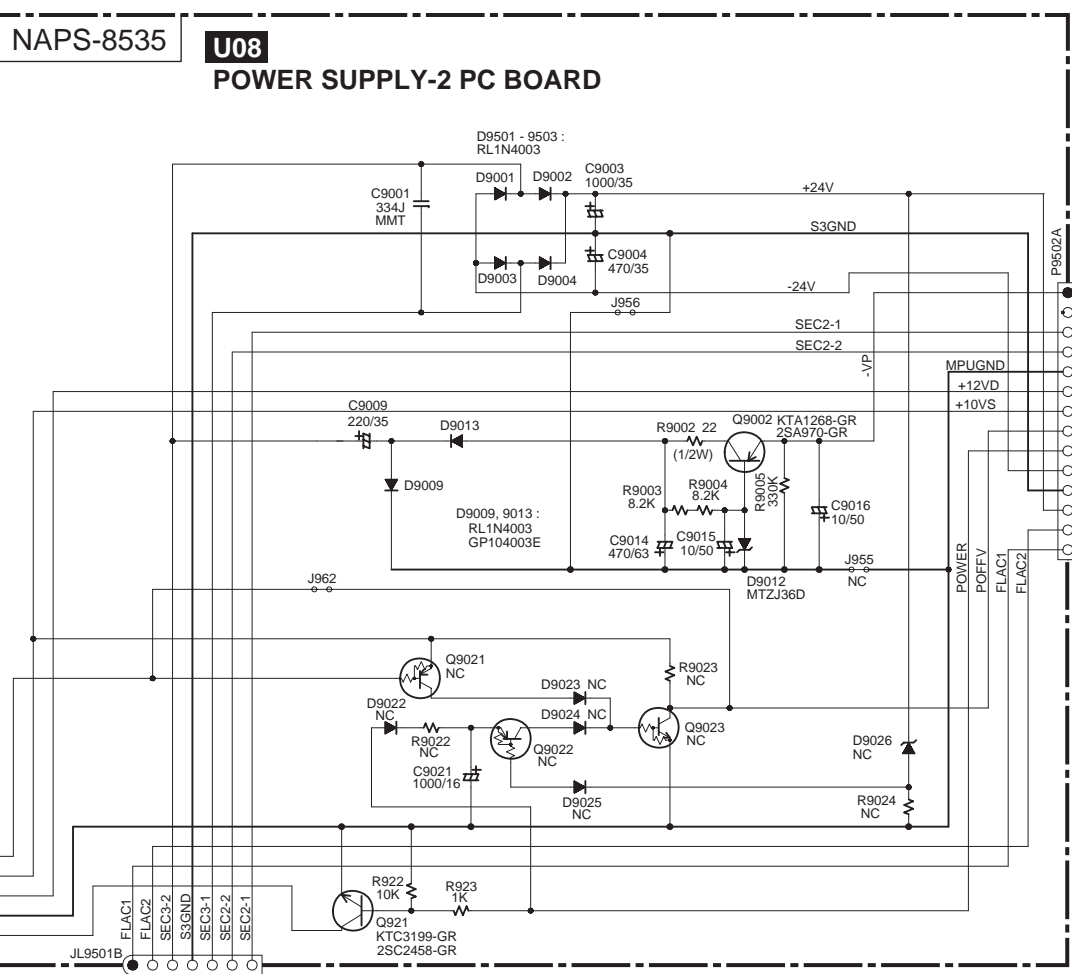 NAPS-8535
U08
POWER SUPPLY-2 PC BOARD
D9501 - 9503 :
RL1N4003
D9001
D9002
C9003
1000/35
C9001
334J
MMT
+24V
S3GND
P9502A
C9004
470/35
D9003
D9004
-24V
J956
SEC2-1
SEC2-2
-VP
MPUGND
+12VD
+10VS
C9009
220/35
D9013
R9002 22
(1/2W)
Q9002
KTA1268-GR
2SA970-GR
D9009
R9003
8.2K
R9004
8.2K
R9005
330K
C9016
10/50
D9009, 9013 :
RL1N4003
GP104003E
C9014
470/63
C9015
10/50
D9012
MTZJ36D
J955
NC
POWER
POFFV
FLAC1
FLAC2
J962
Q9021
NC
R9023
NC
D9023 NC
D9022
NC
D9024 NC
R9022
NC
Q9022
NC
Q9023
NC
D9026
NC
C9021
1000/16
D9025
NC
R9024
NC
FLAC1
FLAC2
SEC3-2
S3GND
SEC3-1
SEC2-2
SEC2-1
R922
10K
R923
1K
Q921
KTC3199-GR
2SC2458-GR
JL9501B